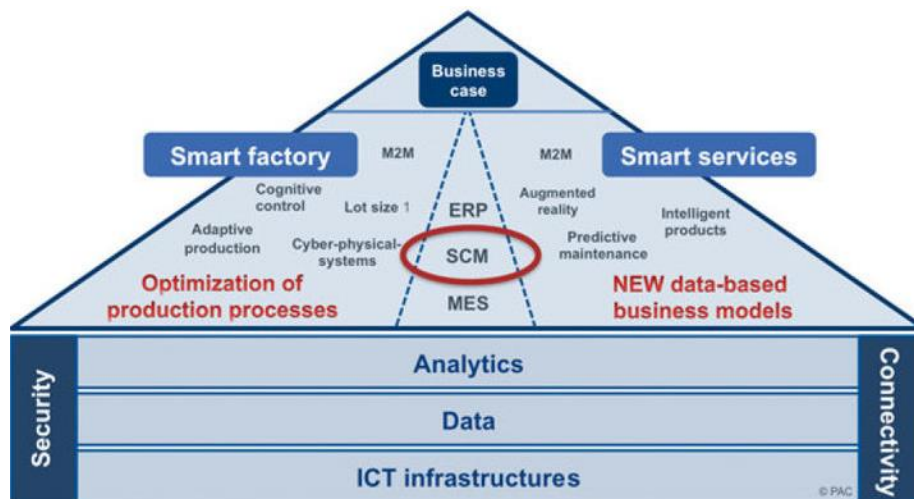 Business
case
Smart factory
Smart services
M2M
M2M
Cognitive
control
Lot size 1
ERP
Augmented
reality
Intelligent
products
Adaptive
production
Cyber-physical-
systems
SCM
Predictive
maintenance
Optimization of
production processes
MES
NEW data-based
business models
Security
Analytics
Data
ICT infrastructures
Connectivity
© PAC